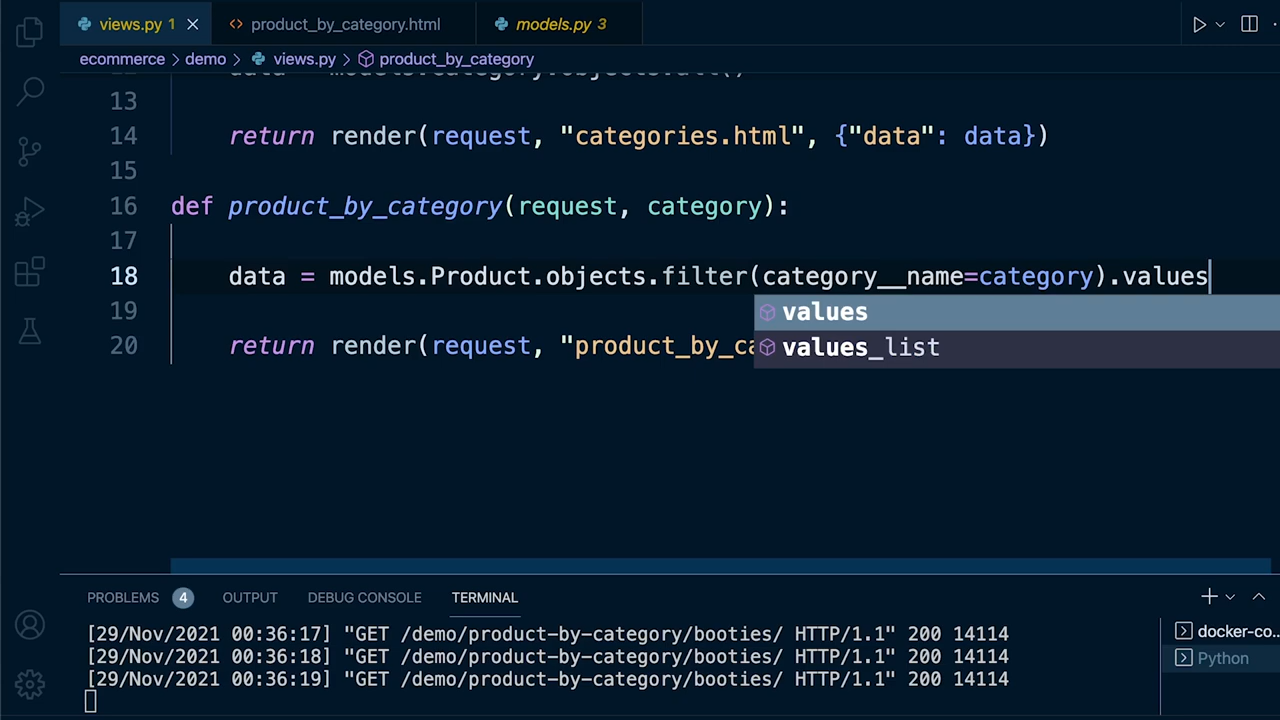 views.py 1
product_by_category.html
models.py 3
ecommerce > demo > views.py > product_by_category
data = models.Category.objects.all()
13
14 return render(request, "categories.html", {"data": data})
15
16 def product_by_category(request, category):
17
18 data = models.Product.objects.filter(category__name=category).values
19 values
20 return render(request, "product_by_ca
values_list
PROBLEMS 4 OUTPUT DEBUG CONSOLE TERMINAL
[29/Nov/2021 00:36:17] "GET /demo/product-by-category/booties/ HTTP/1.1" 200 14114
[29/Nov/2021 00:36:18] "GET /demo/product-by-category/booties/ HTTP/1.1" 200 14114
[29/Nov/2021 00:36:19] "GET /demo/product-by-category/booties/ HTTP/1.1" 200 14114
docker-co...
Python